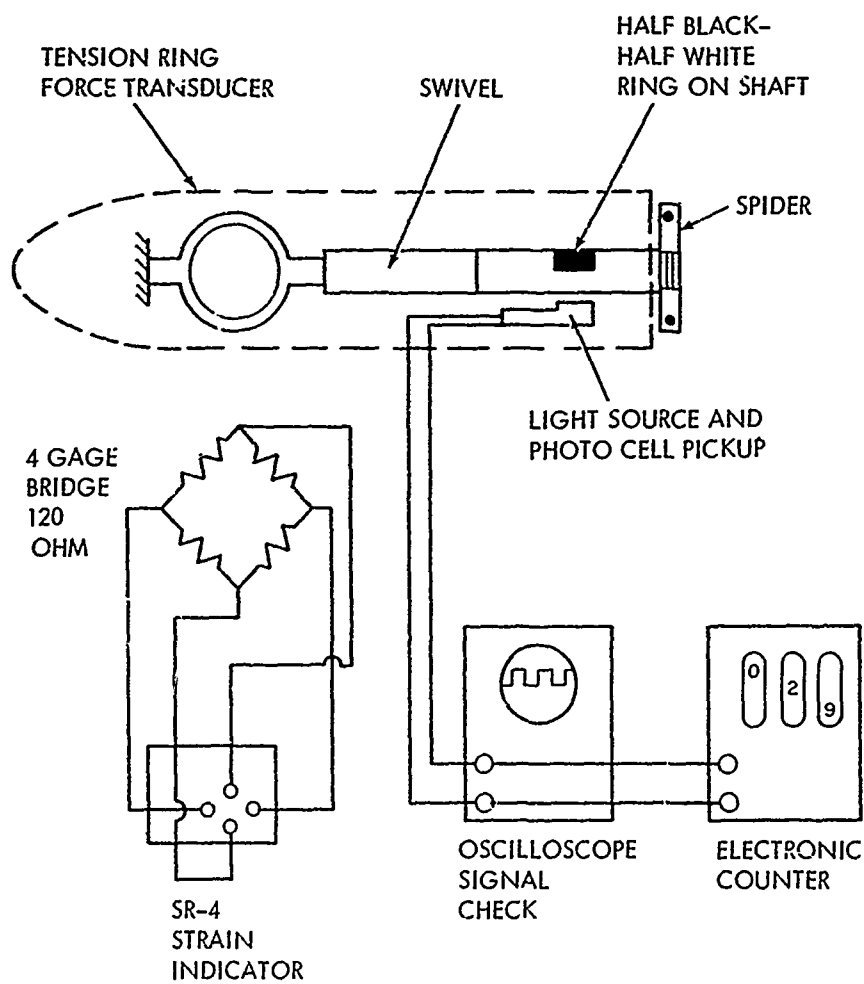 HALF BLACK-
HALF WHITE
RING ON SHAFT
TENSION RING
FORCE TRANSDUCER
SWIVEL
SPIDER
LIGHT SOURCE AND
PHOTO CELL PICKUP
4 GAGE
BRIDGE
120
OHM
0
2
9
OSCILLOSCOPE
SIGNAL
CHECK
ELECTRONIC
COUNTER
SR-4
STRAIN
INDICATOR